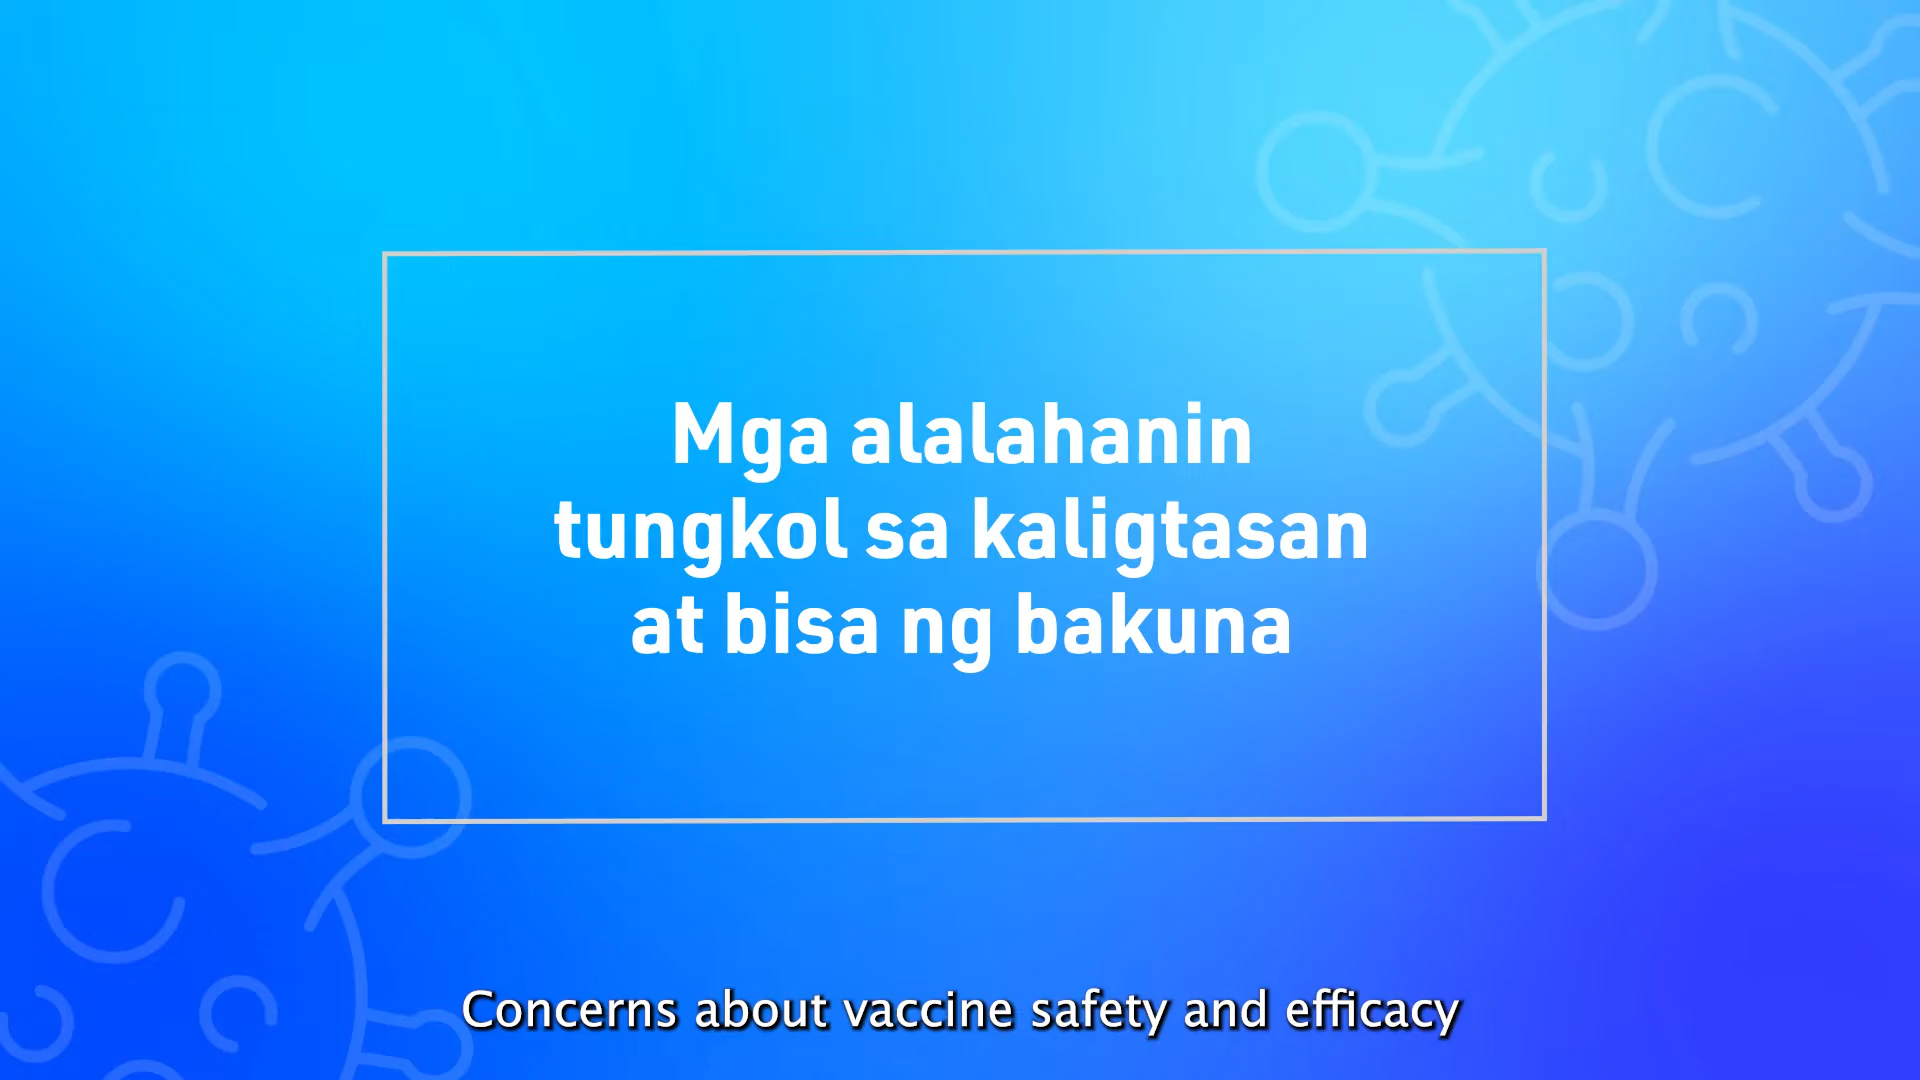 Mga alalahanin
tungkol sa kaligtasan
at bisa ng bakuna
Concerns about vaccine safety and efficacy